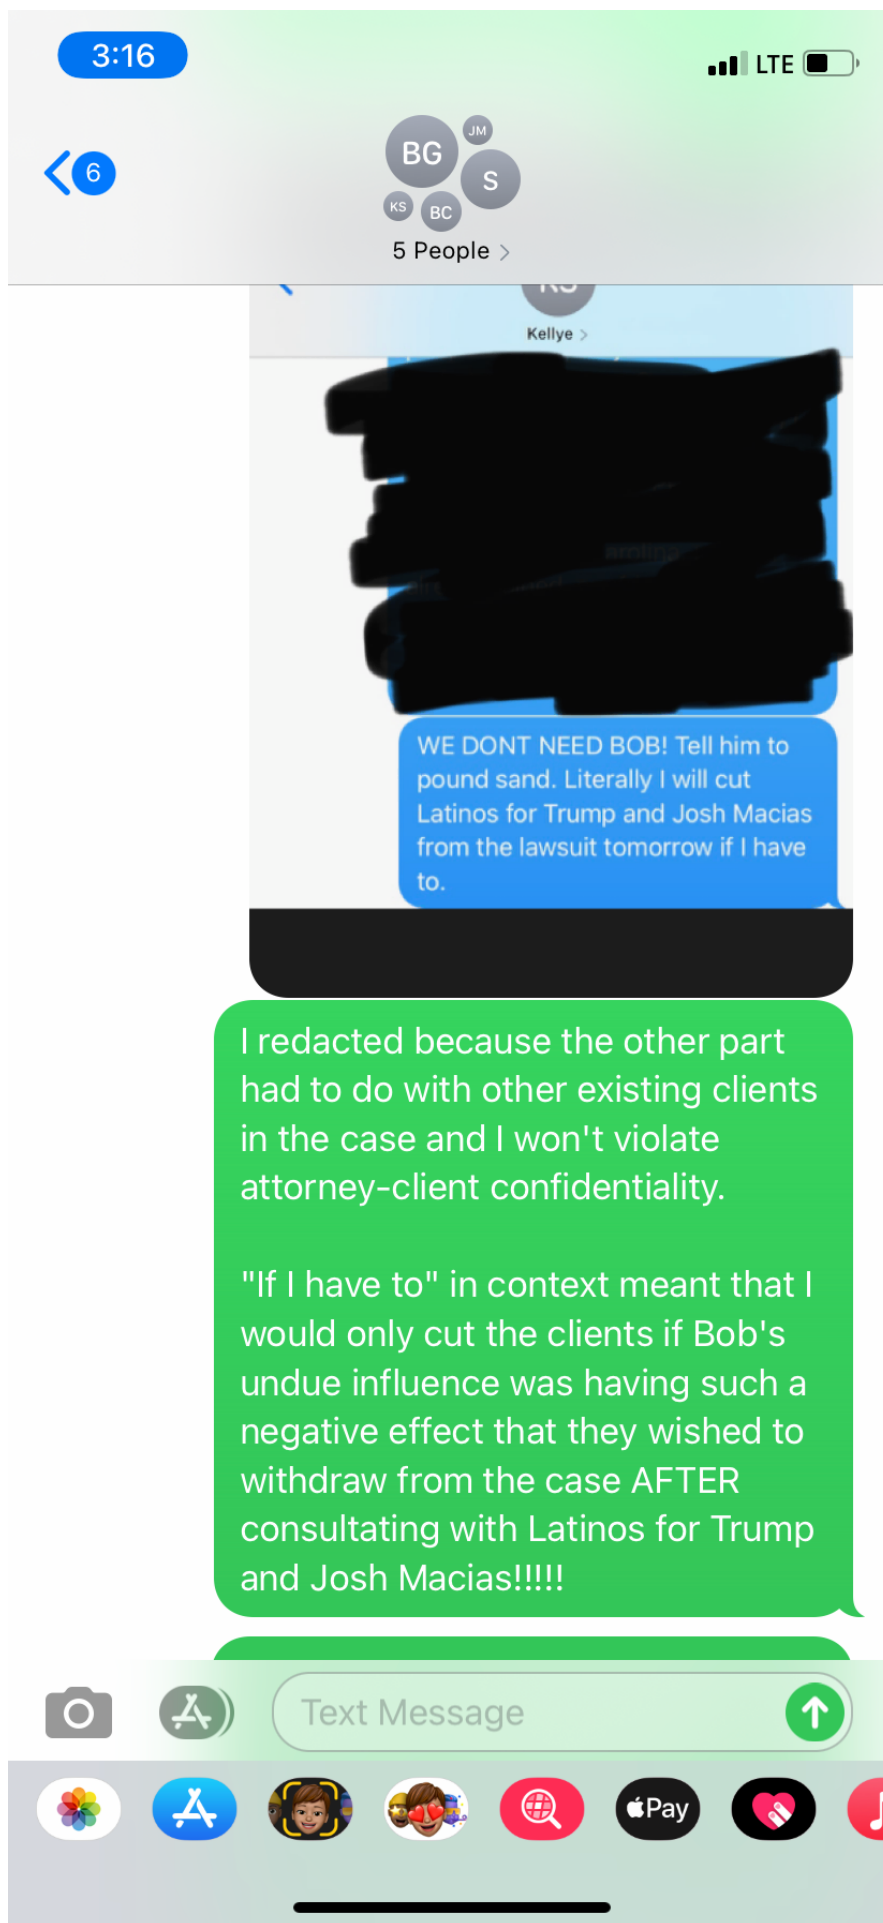 3:16
LTE
6
BG
JM
S
KS
BC
5 People
Kellye
WE DONT NEED BOB! Tell him to
pound sand. Literally I will cut
Latinos for Trump and Josh Macias
from the lawsuit tomorrow if I have
to.
I redacted because the other part
had to do with other existing clients
in the case and I won't violate
attorney-client confidentiality.
"If I have to" in context meant that I
would only cut the clients if Bob's
undue influence was having such a
negative effect that they wished to
withdraw from the case AFTER
consultating with Latinos for Trump
and Josh Macias!!!!!
Text Message
Pay